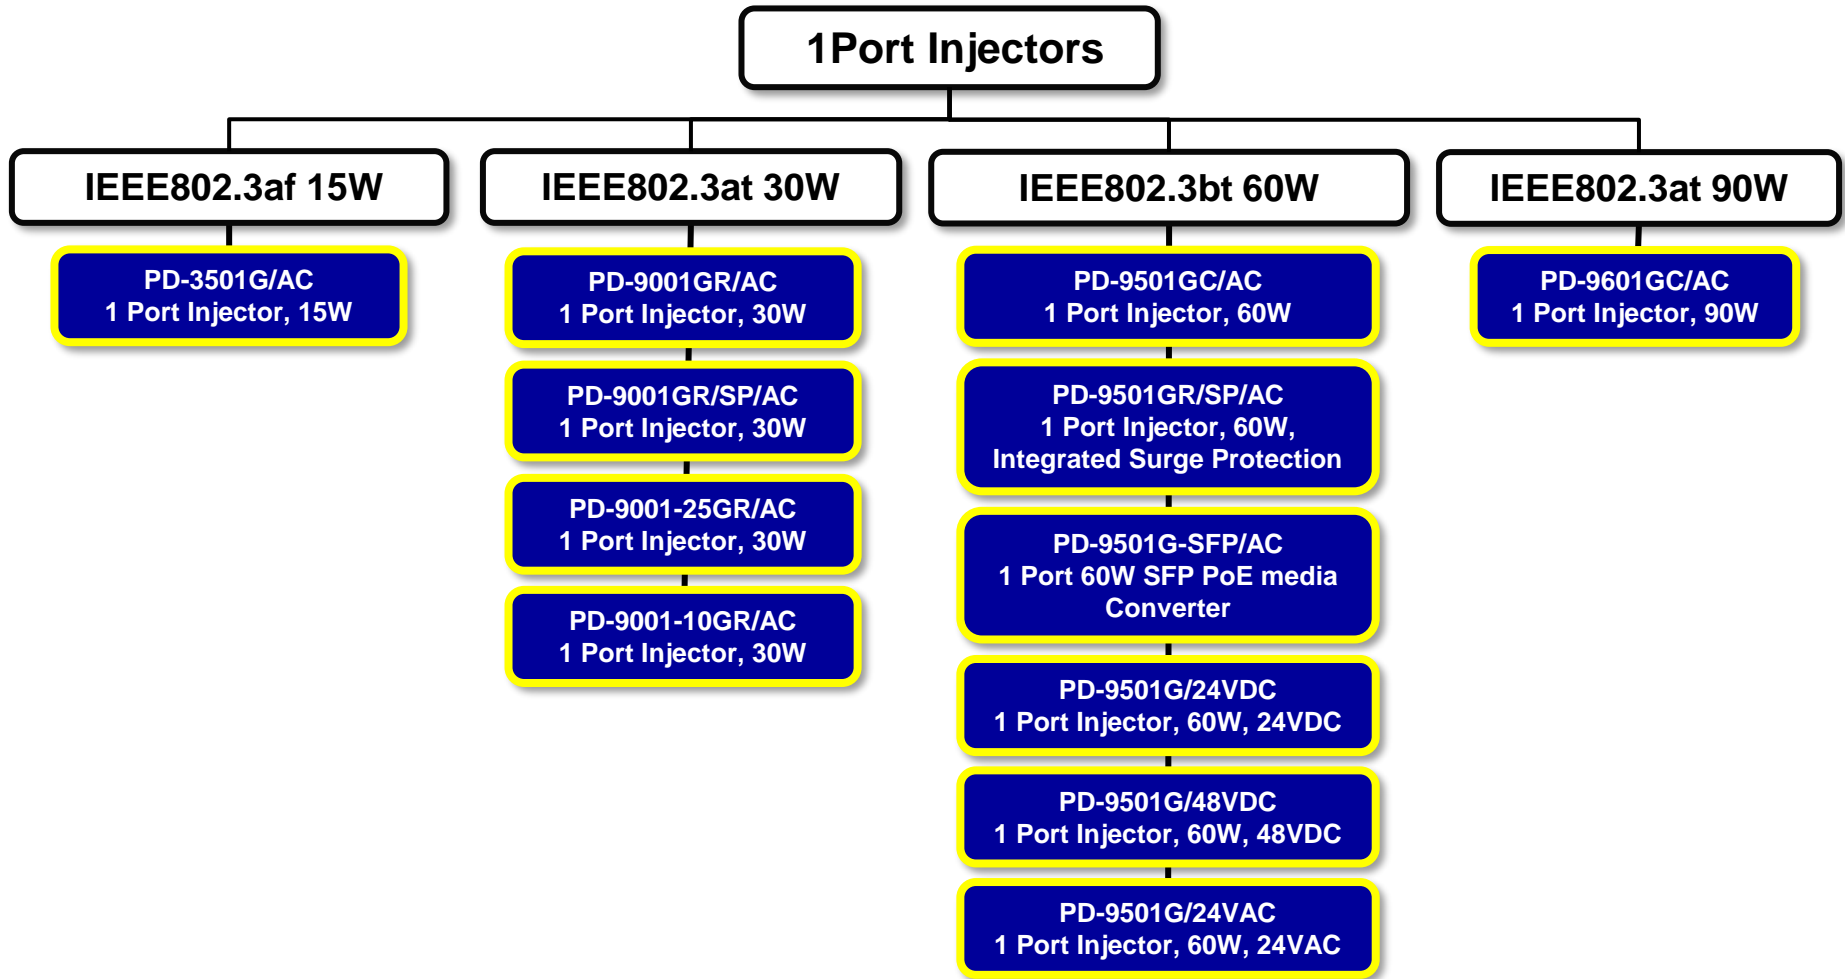 1Port Injectors
IEEE802.3af 15W
PD-3501G/AC
1 Port Injector, 15W
IEEE802.3at 30W
PD-9001GR/AC
1 Port Injector, 30W
PD-9001GR/SP/AC
1 Port Injector, 30W
PD-9001-25GR/AC
1 Port Injector, 30W
PD-9001-10GR/AC
1 Port Injector, 30W
IEEE802.3bt 60W
PD-9501GC/AC
1 Port Injector, 60W
PD-9501GR/SP/AC
1 Port Injector, 60W,
Integrated Surge Protection
PD-9501G-SFP/AC
1 Port 60W SFP PoE media
Converter
PD-9501G/24VDC
1 Port Injector, 60W, 24VDC
PD-9501G/48VDC
1 Port Injector, 60W, 48VDC
PD-9501G/24VAC
1 Port Injector, 60W, 24VAC
IEEE802.3at 90W
PD-9601GC/AC
1 Port Injector, 90W